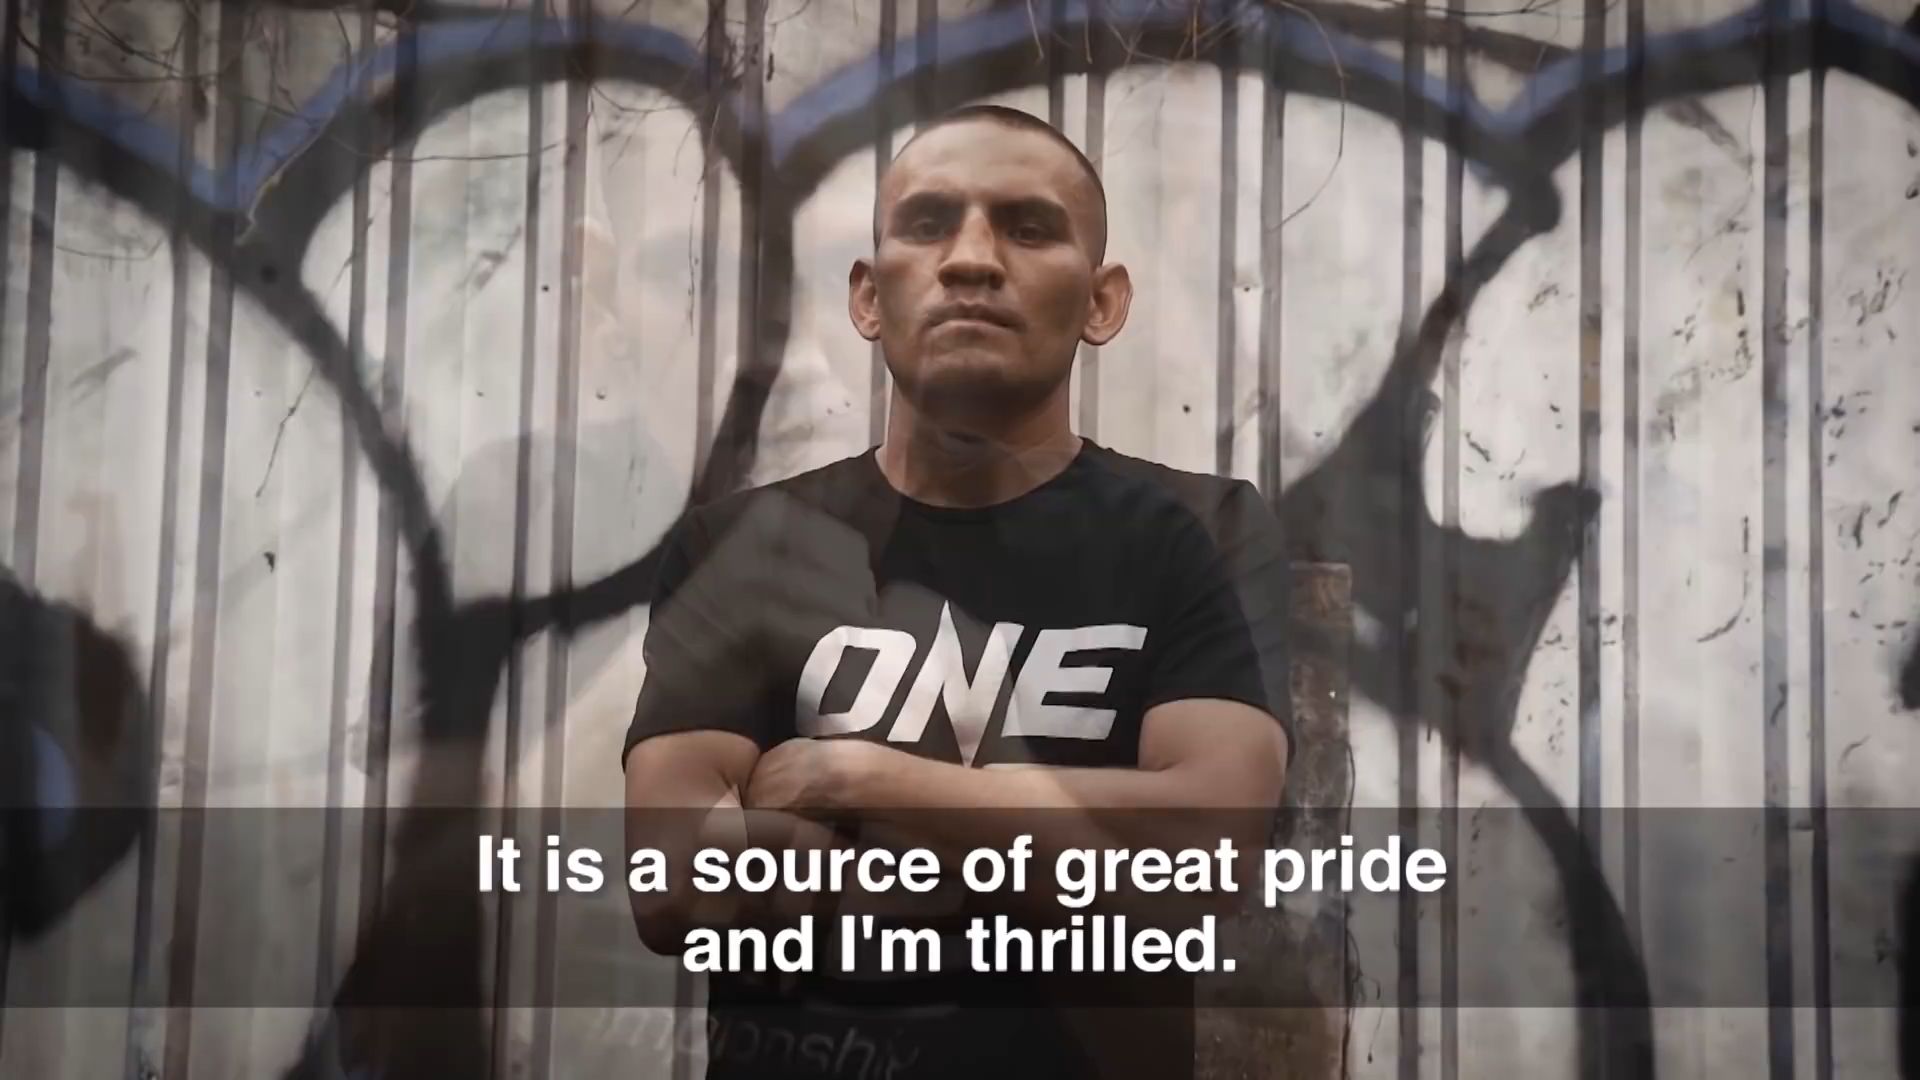 ONE
It is a source of great pride
and I'm thrilled.